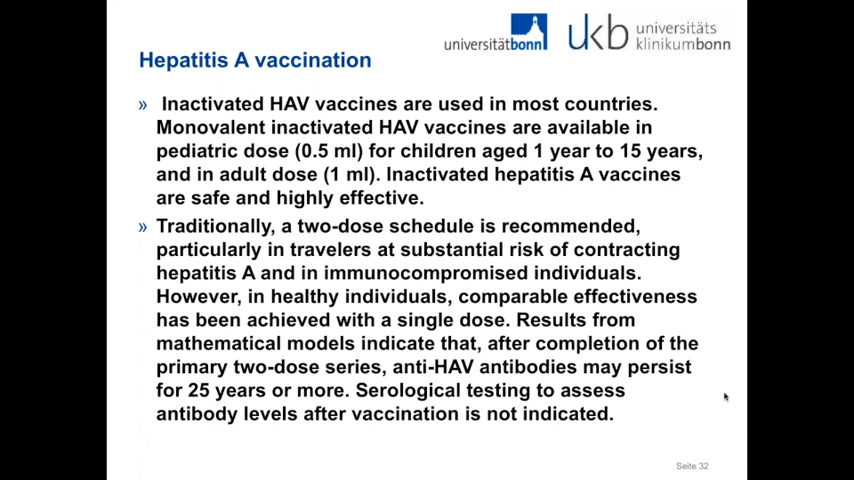 universitätbonn
ukb universitäts
klinikumbonn
Hepatitis A vaccination
» Inactivated HAV vaccines are used in most countries.
Monovalent inactivated HAV vaccines are available in
pediatric dose (0.5 ml) for children aged 1 year to 15 years,
and in adult dose (1 ml). Inactivated hepatitis A vaccines
are safe and highly effective.
» Traditionally, a two-dose schedule is recommended,
particularly in travelers at substantial risk of contracting
hepatitis A and in immunocompromised individuals.
However, in healthy individuals, comparable effectiveness
has been achieved with a single dose. Results from
mathematical models indicate that, after completion of the
primary two-dose series, anti-HAV antibodies may persist
for 25 years or more. Serological testing to assess
antibody levels after vaccination is not indicated.
Seite 32